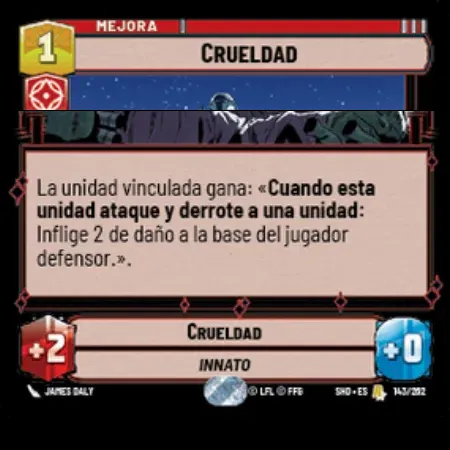 MEJORA
1
CRUELDAD
La unidad vinculada gana: «Cuando esta
unidad ataque y derrote a una unidad:
Inflige 2 de daño a la base del jugador
defensor.».
CRUELDAD
+2
+0
INNATO
JAMES DALY
© LFL © FFG
SHD • ES
143/262